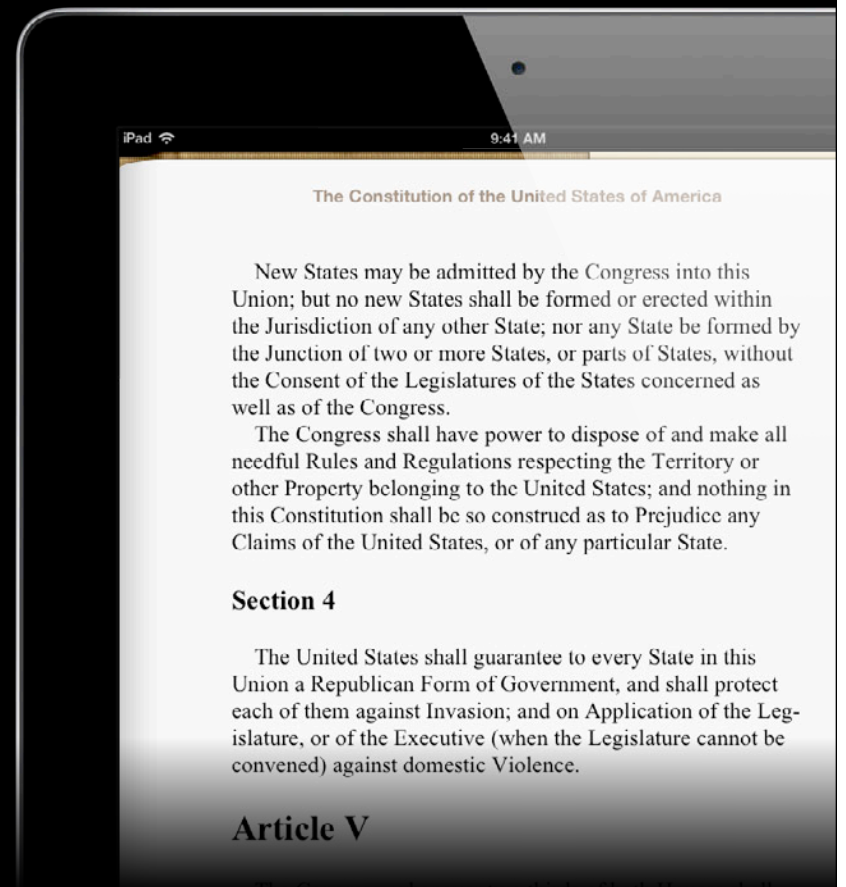 iPad
9:41 AM
The Constitution of the United States of America
New States may be admitted by the Congress into this
Union; but no new States shall be formed or erected within
the Jurisdiction of any other State; nor any State be formed by
the Junction of two or more States, or parts of States, without
the Consent of the Legislatures of the States concerned as
well as of the Congress.
The Congress shall have power to dispose of and make all
needful Rules and Regulations respecting the Territory or
other Property belonging to the United States; and nothing in
this Constitution shall be so construed as to Prejudice any
Claims of the United States, or of any particular State.
Section 4
The United States shall guarantee to every State in this
Union a Republican Form of Government, and shall protect
each of them against Invasion; and on Application of the Leg-
islature, or of the Executive (when the Legislature cannot be
convened) against domestic Violence.
Article V